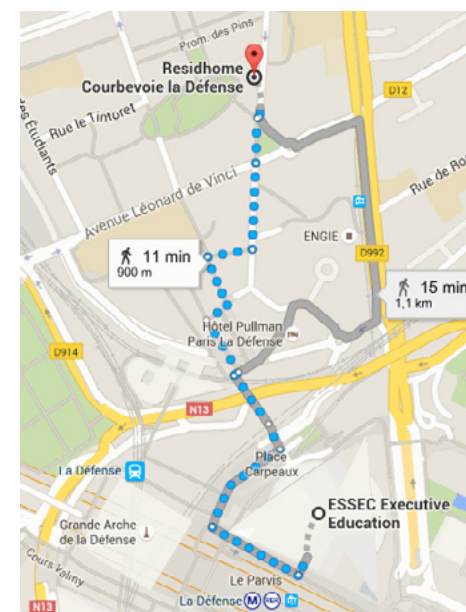 Prom. des Pins
Residhome
Courbevoie la Défense
D12
Rue le Tintoret
des Étudiants
Avenue Léonard de Vinci
Rue de Ro
ENGIE
11 min
900 m
D992
15 min
1,1 km
Hôtel Pullman
Paris La Défense
D914
N13
Place
Carpeaux
La Défense
ESSEC Executive
Education
Grande Arche
de la Défense
Cours Valmy
Le Parvis
N13
La Défense M RER